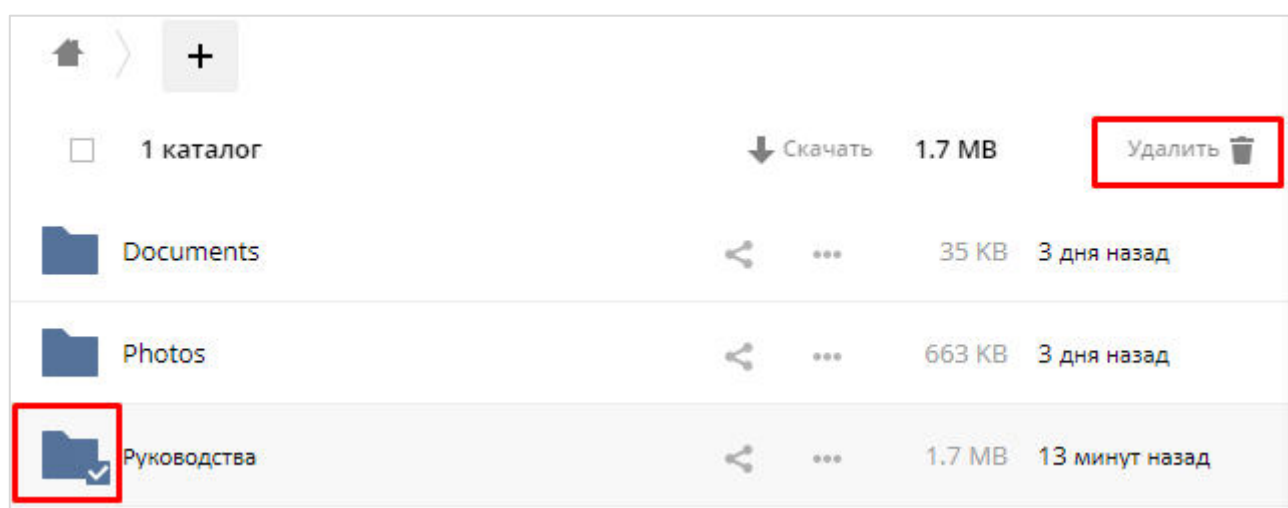 +
1 каталог Скачать 1.7 MB Удалить
Documents ••• 35 KB 3 дня назад
Photos ••• 663 KB 3 дня назад
Руководства ••• 1.7 MB 13 минут назад